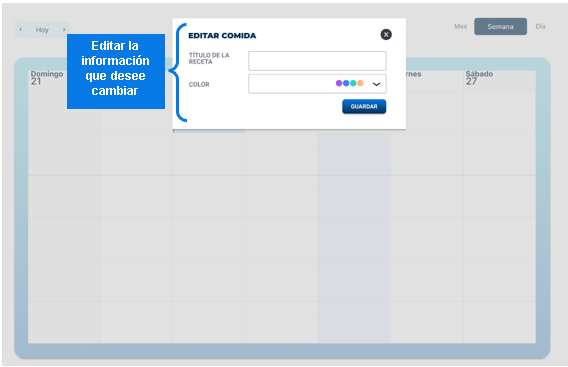 Hoy
Mes
Semana
Día
Editar la
información
que desee
cambiar
EDITAR COMIDA
X
TÍTULO DE LA
RECETA
COLOR
GUARDAR
Domingo
21
rnes
Sábado
27